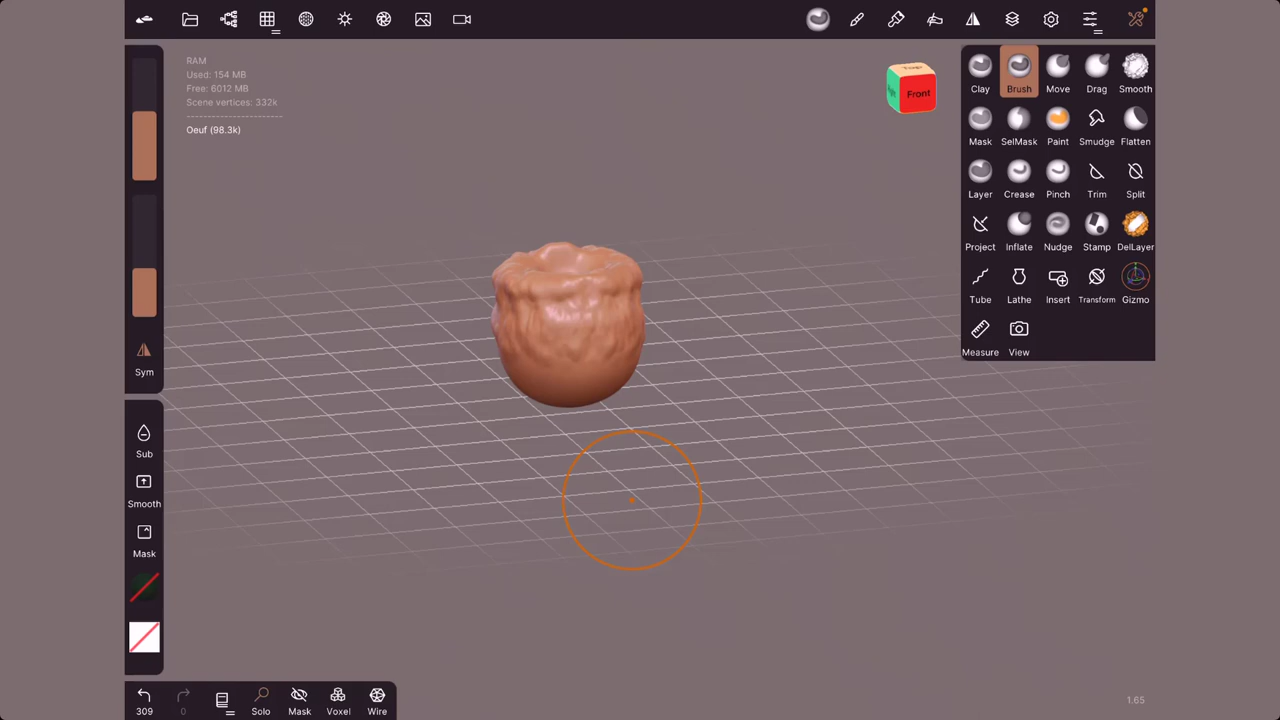 RAM
Used: 154 MB
Free: 6012 MB
Scene vertices: 332k
Oeuf (98.3k)
Front
Clay Brush Move Drag Smooth
Mask SelMask Paint Smudge Flatten
Layer Crease Pinch Trim Split
Project Inflate Nudge Stamp DelLayer
Tube Lathe Insert Transform Gizmo
Measure View
Sym
Sub
Smooth
Mask
309 0 Solo Mask Voxel Wire
1.65